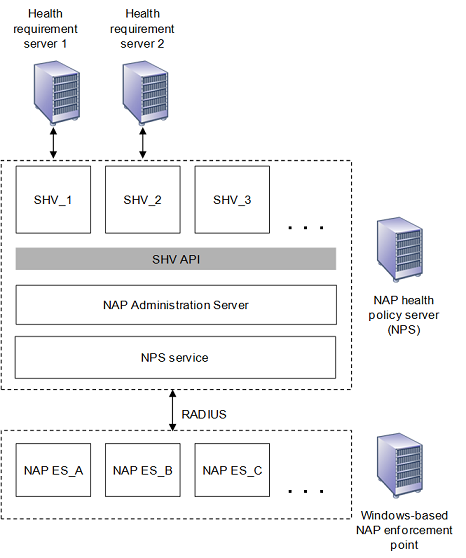 Health
requirement
server 1
Health
requirement
server 2
SHV_1
SHV_2
SHV_3
. . .
SHV API
NAP Administration Server
NPS service
NAP health
policy server
(NPS)
RADIUS
NAP ES_A
NAP ES_B
NAP ES_C
. . .
Windows-based
NAP enforcement
point